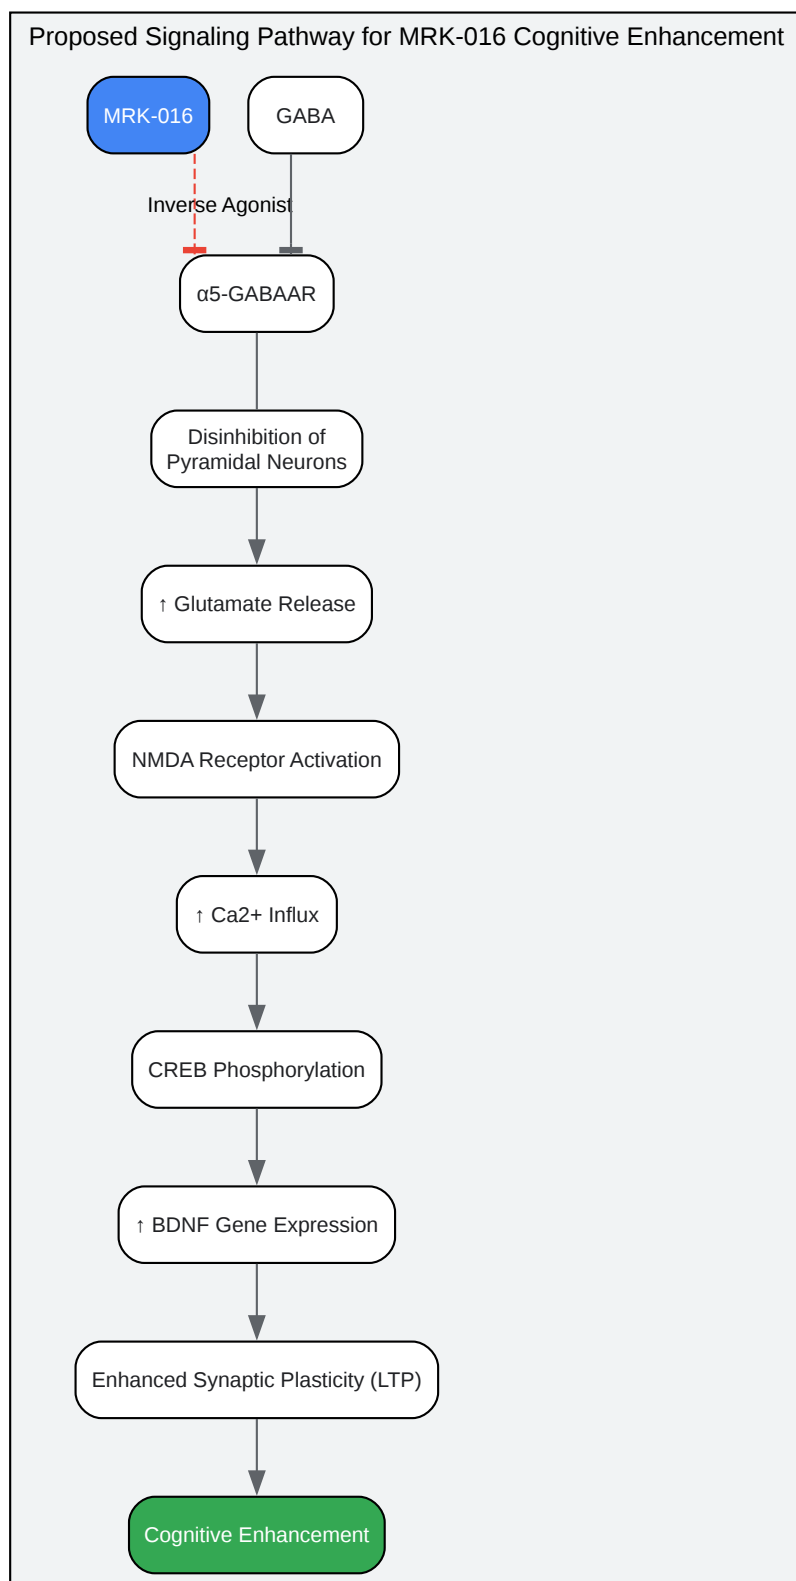 Proposed Signaling Pathway for MRK-016 Cognitive Enhancement
MRK-016
GABA
Inverse Agonist
α5-GABAAR
Disinhibition of
Pyramidal Neurons
↑ Glutamate Release
NMDA Receptor Activation
↑ Ca2+ Influx
CREB Phosphorylation
↑ BDNF Gene Expression
Enhanced Synaptic Plasticity (LTP)
Cognitive Enhancement